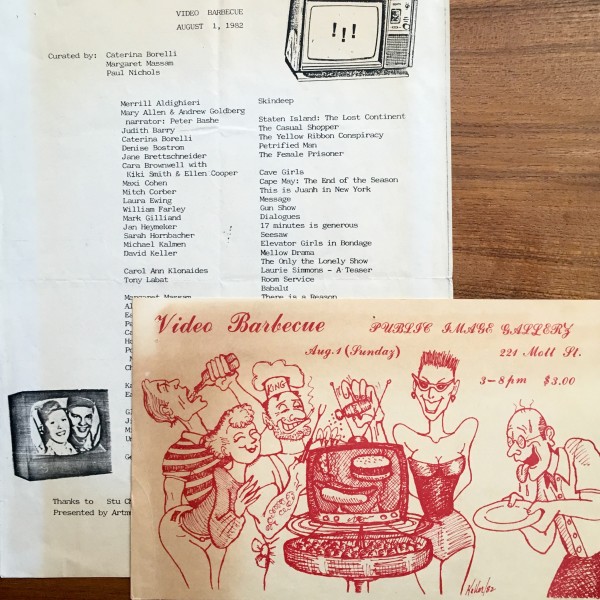 VIDEO BARBECUE
AUGUST 1, 1982
!!!
Curated by: Caterina Borelli
Margaret Massam
Paul Nichols
Merrill Aldighieri
Mary Allen & Andrew Goldberg
narrator: Peter Bashe
Judith Barry
Caterina Borelli
Denise Bostrom
Jane Brettschneider
Cara Brownwell with
Kiki Smith & Ellen Cooper
Maxi Cohen
Mitch Corber
Laura Ewing
William Farley
Mark Gilliand
Jan Heymeker
Sarah Hornbacher
Michael Kalmen
David Keller
Carol Ann Klonaides
Tony Labat
Margaret Massam
Skindeep
Staten Island: The Lost Continent
The Casual Shopper
The Yellow Ribbon Conspiracy
Petrified Man
The Female Prisoner
Cave Girls
Cape May: The End of the Season
This is Juanh in New York
Message
Gun Show
Dialogues
17 minutes is generous
Seesaw
Elevator Girls in Bondage
Mellow Drama
The Only the Lonely Show
Laurie Simmons - A Teaser
Room Service
Babalu
There is a Reason
Thanks to Stu
Presented by
Video Barbecue
PUBLIC IMAGE GALLERY
Aug.1 (Sunday)
221 Mott St.
3-8pm $3.00
KING
Keller/82